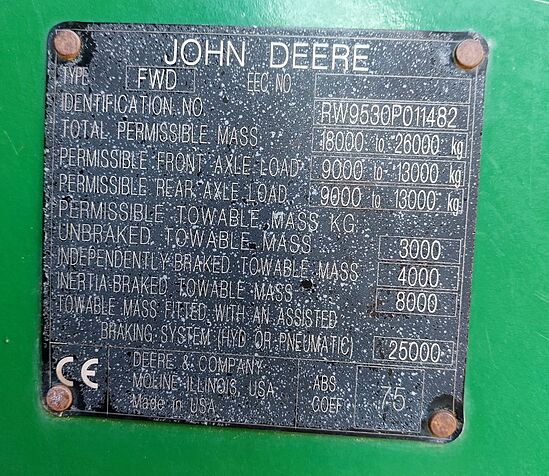 JOHN DEERE
TYPE FWD EEC NO
IDENTIFICATION NO RW9530P011482
TOTAL PERMISSIBLE MASS 18000 to 26000 kg
PERMISSIBLE FRONT AXLE LOAD 9000 to 13000 kg
PERMISSIBLE REAR AXLE LOAD 9000 to 13000 kg
PERMISSIBLE TOWABLE MASS KG
UNBRAKED TOWABLE MASS 3000
INDEPENDENTLY-BRAKED TOWABLE MASS 4000
INERTIA-BRAKED TOWABLE MASS 8000
TOWABLE MASS FITTED WITH AN ASSISTED
BRAKING SYSTEM (HYD OR PNEUMATIC) 25000
CE DEERE & COMPANY
MOLINE ILLINOIS, USA ABS
Made in USA COEF 75